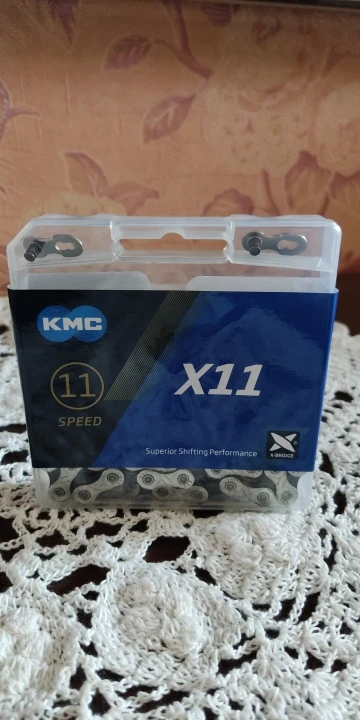 KMC
11
SPEED
X11
Superior Shifting Performance
X-BRIDGE